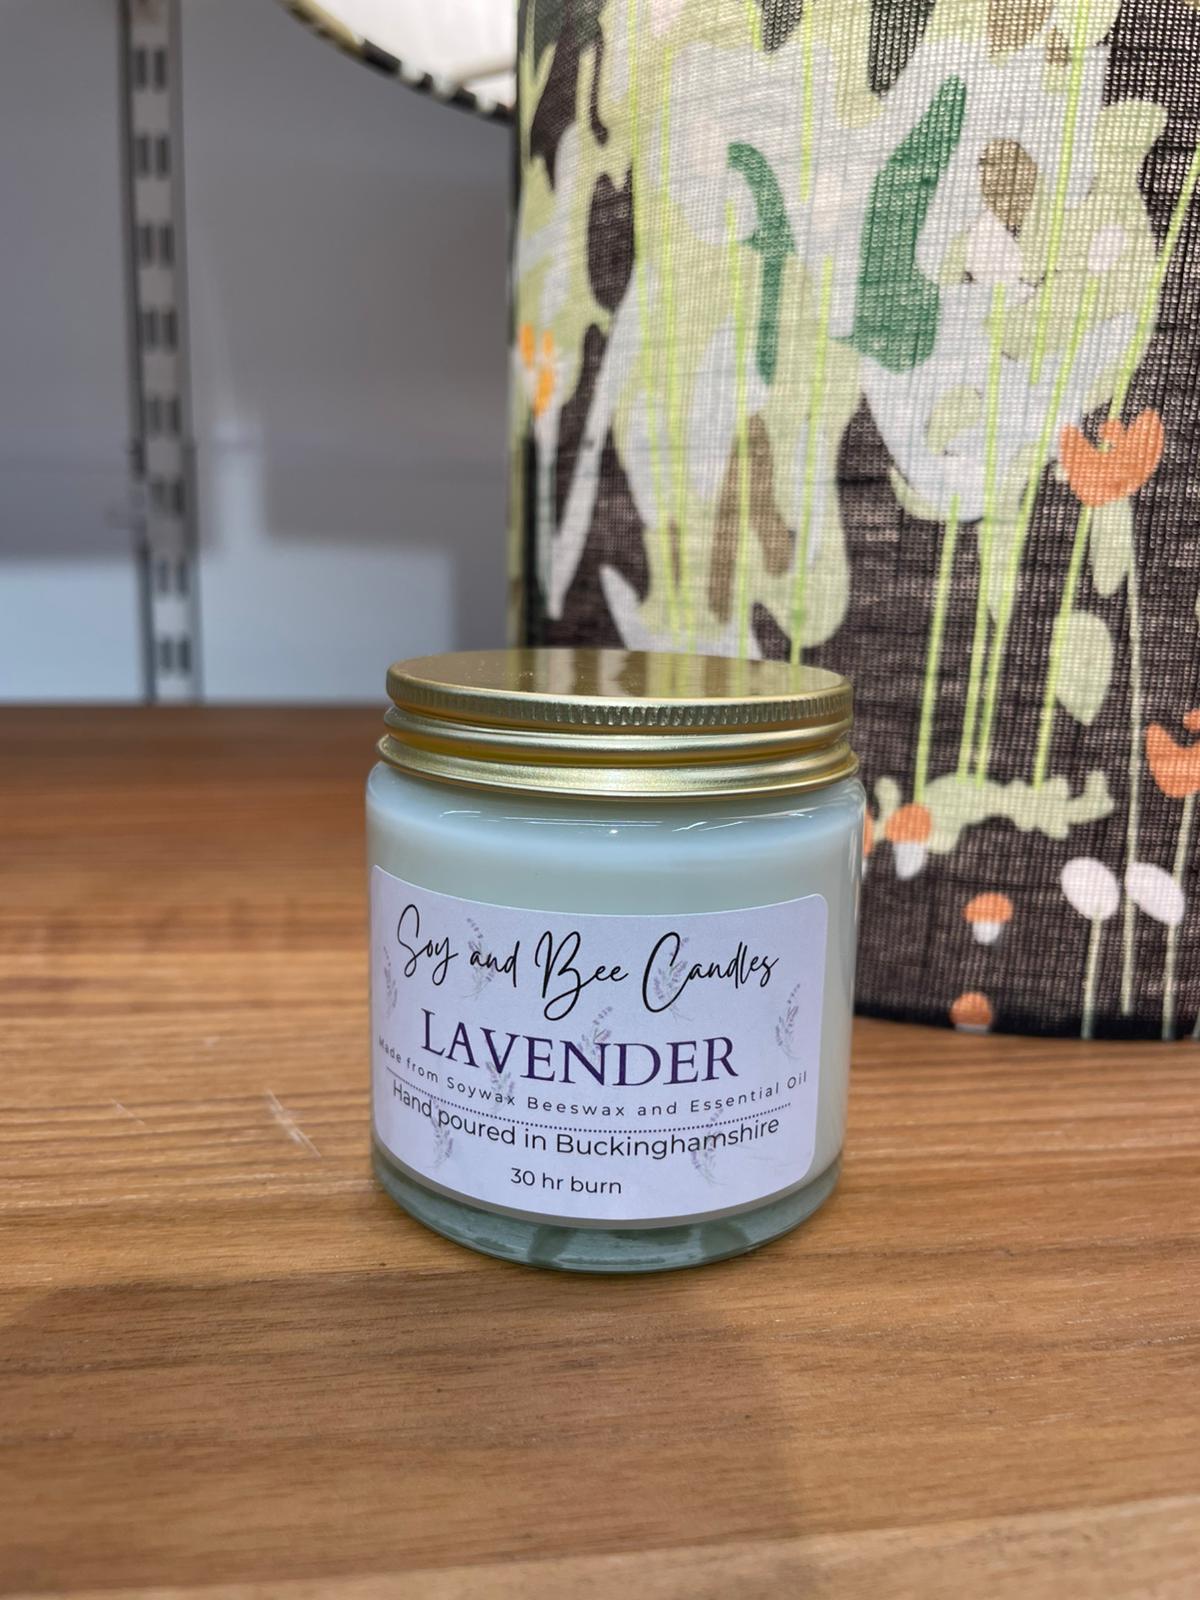 Soy and Bee Candles
LAVENDER
Made from Soywax Beeswax and Essential Oil
Hand poured in Buckinghamshire
30 hr burn